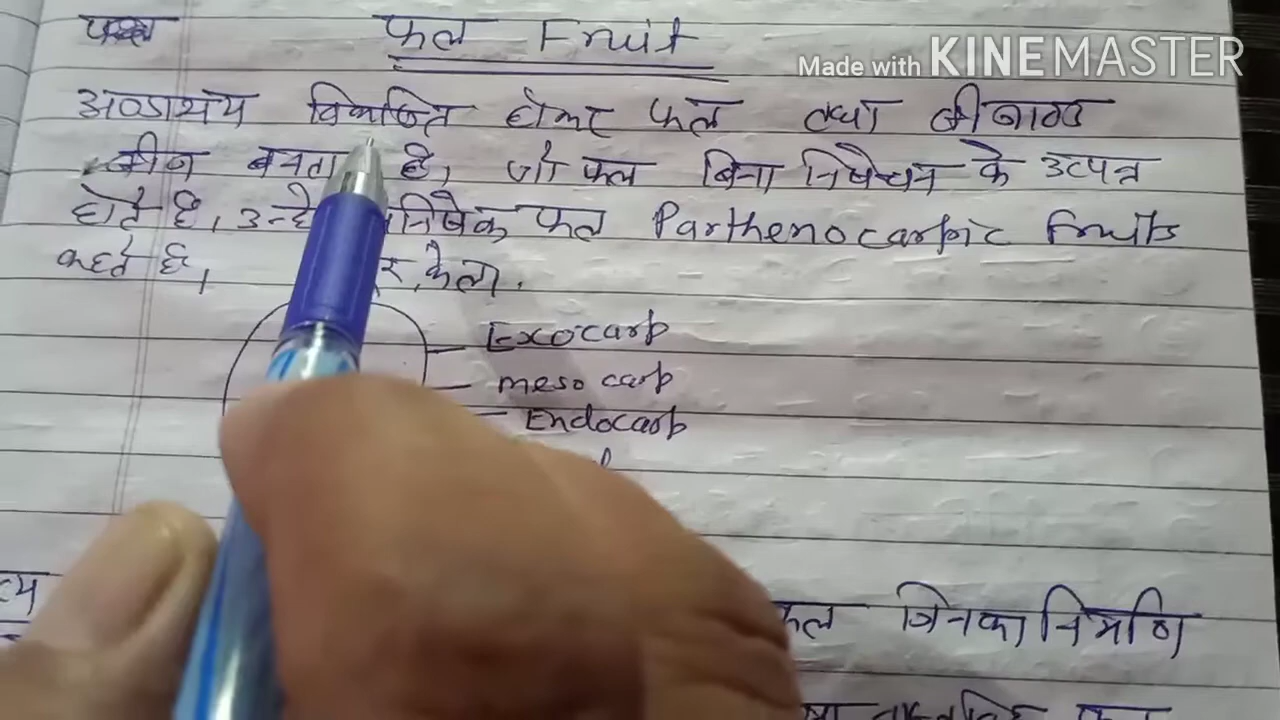 फल Fruit
Made with KINEMASTER
अण्डाशय विकसित होकर फल तथा बीजाण्ड
बीज बनता है, जो फल बिना निषेचन के उत्पन्न
होते है, उन्हे अनिषेक फल Parthenocarpic Fruits
कहते है, केला.
Exocarp
meso carp
Endocarp
फल जिनका निर्माण